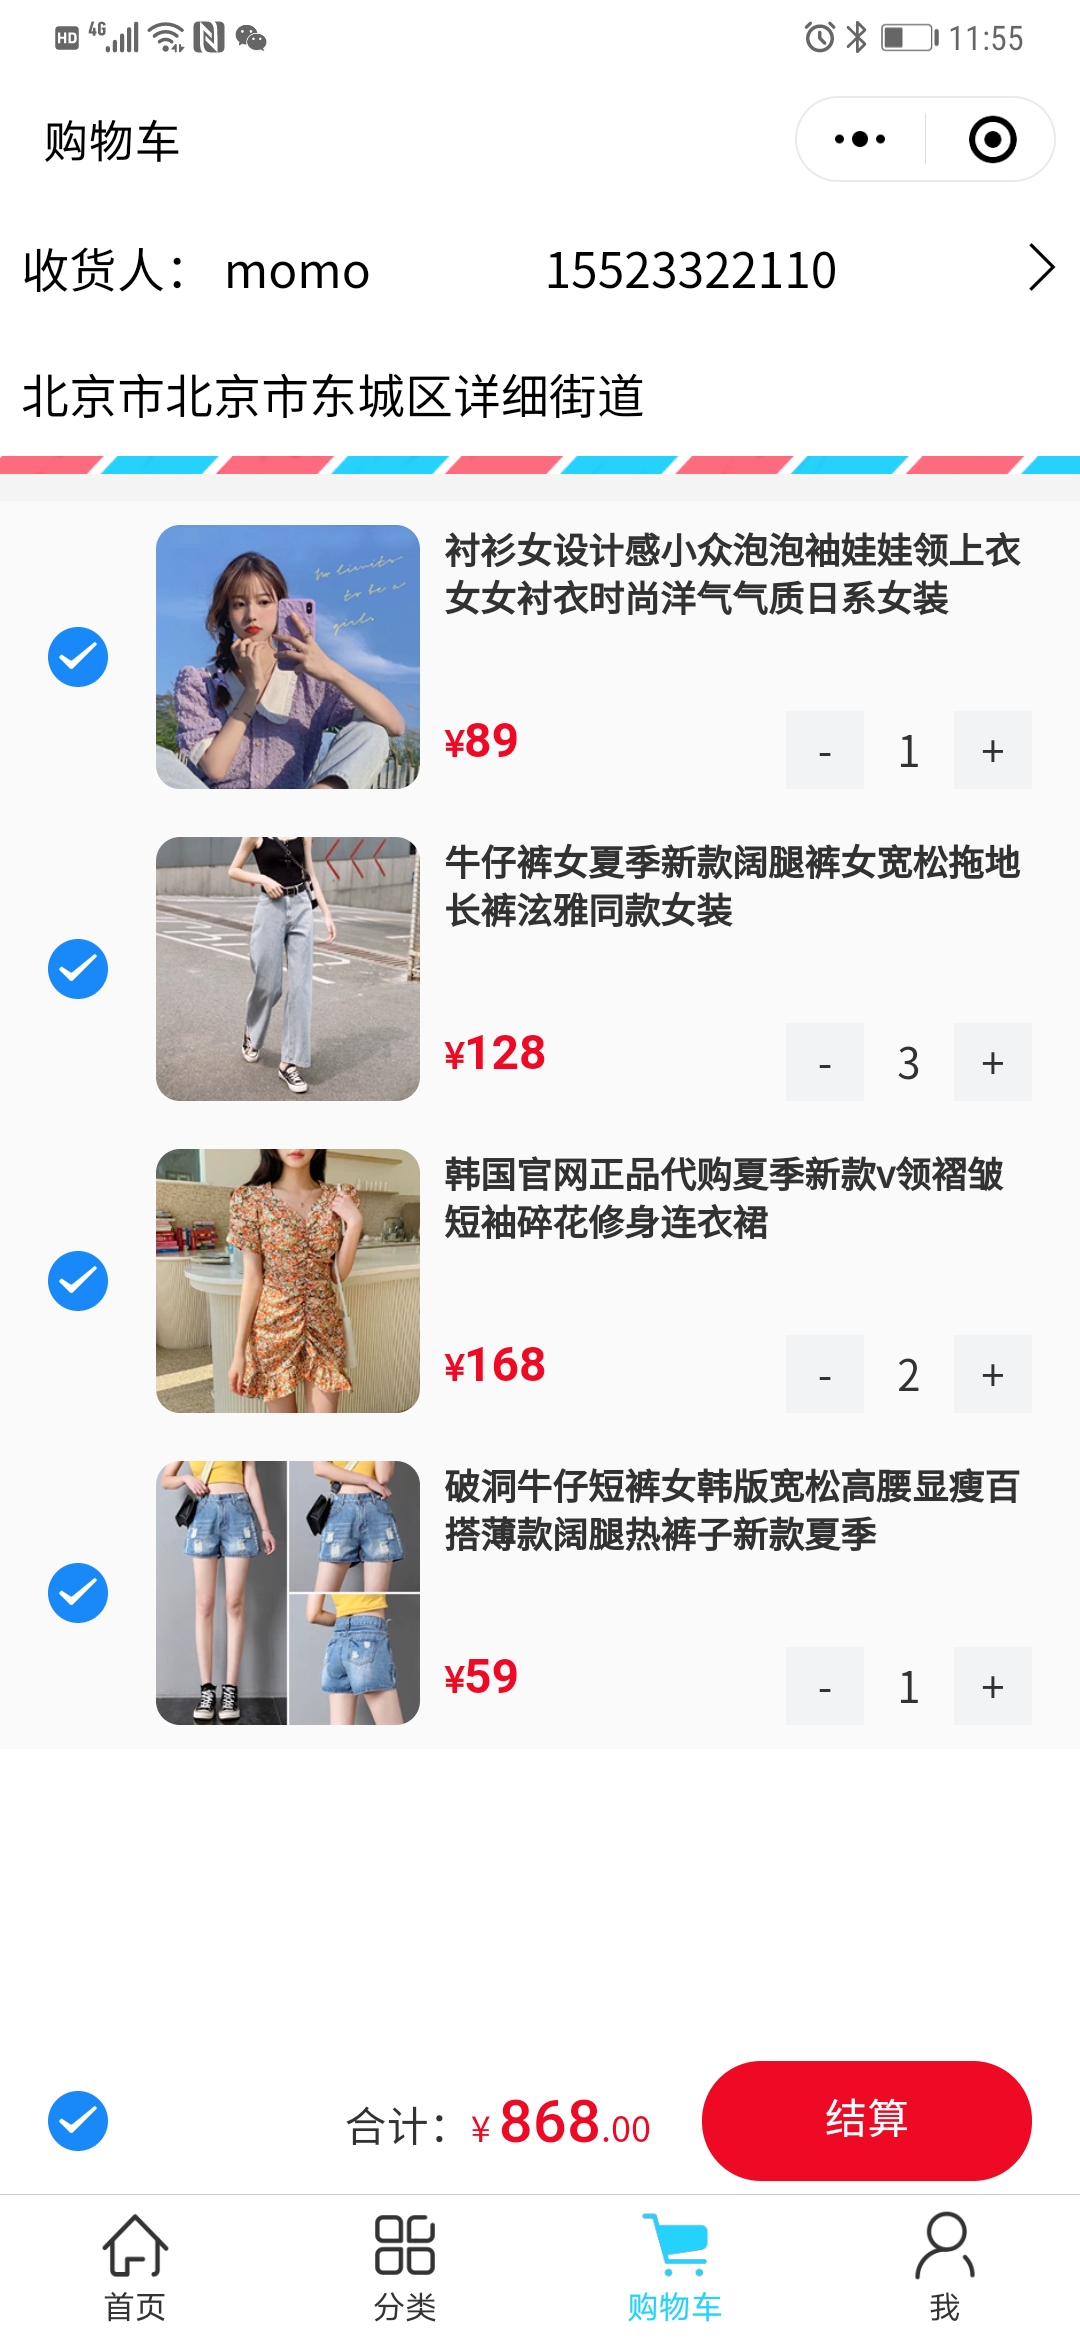 HD 4G 11:55
购物车
收货人： momo 15523322110
北京市北京市东城区详细街道
no limits
to be a
girl.
衬衫女设计感小众泡泡袖娃娃领上衣
女女衬衣时尚洋气气质日系女装
¥89 - 1 +
牛仔裤女夏季新款阔腿裤女宽松拖地
长裤泫雅同款女装
¥128 - 3 +
韩国官网正品代购夏季新款v领褶皱
短袖碎花修身连衣裙
¥168 - 2 +
破洞牛仔短裤女韩版宽松高腰显瘦百
搭薄款阔腿热裤子新款夏季
¥59 - 1 +
合计：¥868.00 结算
首页 分类 购物车 我